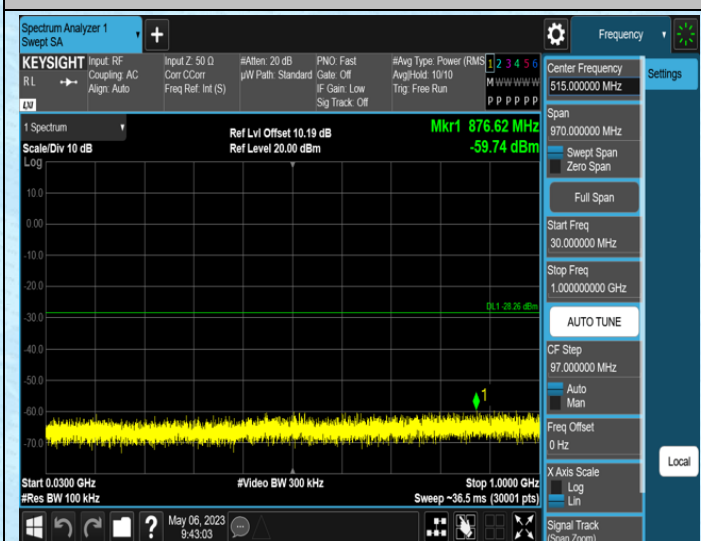 Spectrum Analyzer 1
Swept SA
+
Frequency
KEYSIGHT
R L
LXI
Input: RF
Coupling: AC
Align: Auto
Input Z: 50 Ω
Corr CCorr
Freq Ref: Int (S)
#Atten: 20 dB
µW Path: Standard
PNO: Fast
Gate: Off
IF Gain: Low
Sig Track: Off
#Avg Type: Power (RMS
Avg|Hold: 10/10
Trig: Free Run
1 2 3 4 5 6
M W W W W W
P P P P P P
1 Spectrum
Scale/Div 10 dB
Log
Ref Lvl Offset 10.19 dB
Ref Level 20.00 dBm
Mkr1 876.62 MHz
-59.74 dBm
10.0
0.00
-10.0
-20.0
-30.0
-40.0
-50.0
-60.0
-70.0
DL1 -28.26 dBm
1
Start 0.0300 GHz
#Res BW 100 kHz
#Video BW 300 kHz
Stop 1.0000 GHz
Sweep ~36.5 ms (30001 pts)
?
May 06, 2023
9:43:03
Center Frequency
515.000000 MHz
Span
970.000000 MHz
Swept Span
Zero Span
Full Span
Start Freq
30.000000 MHz
Stop Freq
1.000000000 GHz
AUTO TUNE
CF Step
97.000000 MHz
Auto
Man
Freq Offset
0 Hz
X Axis Scale
Log
Lin
Signal Track
(Span Zoom)
Settings
Local